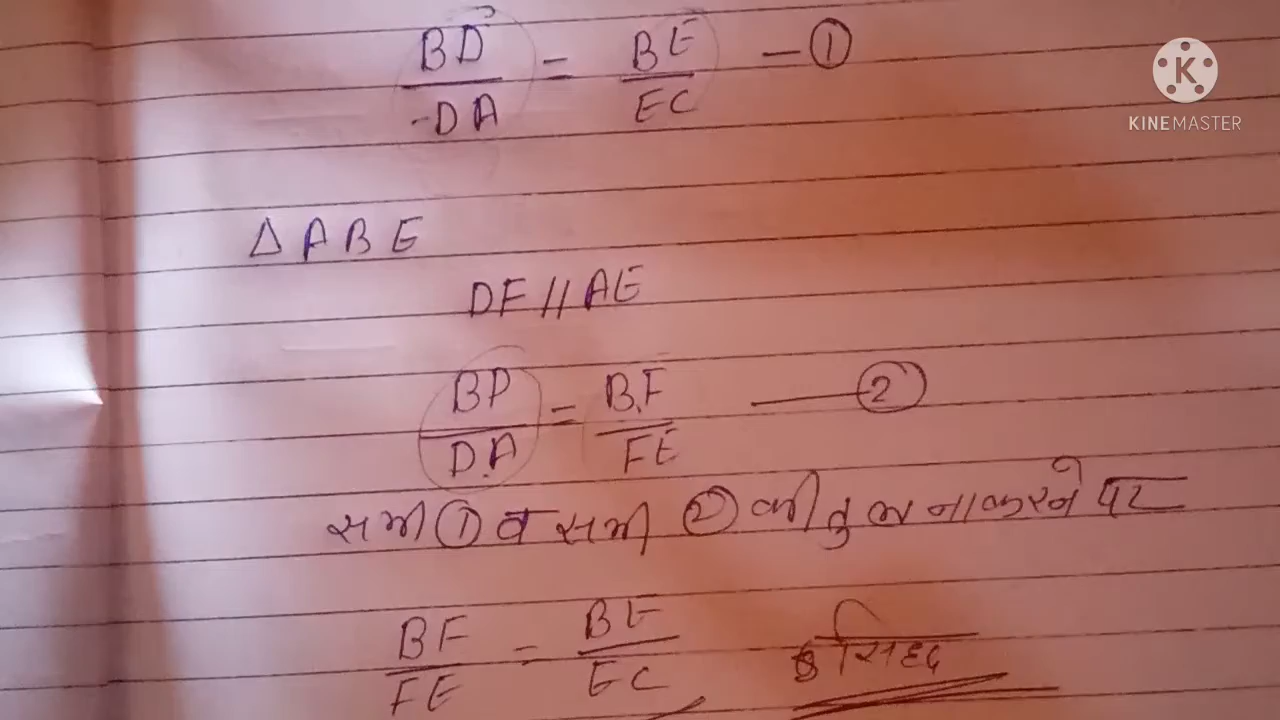 BD/DA = BE/EC — ①
K
KINEMASTER
Δ ABE
DF // AE
BD/DA = BF/FE — ②
समी ① व समी ② की तुलना करने पर
BF/FE = BE/EC सिद्ध